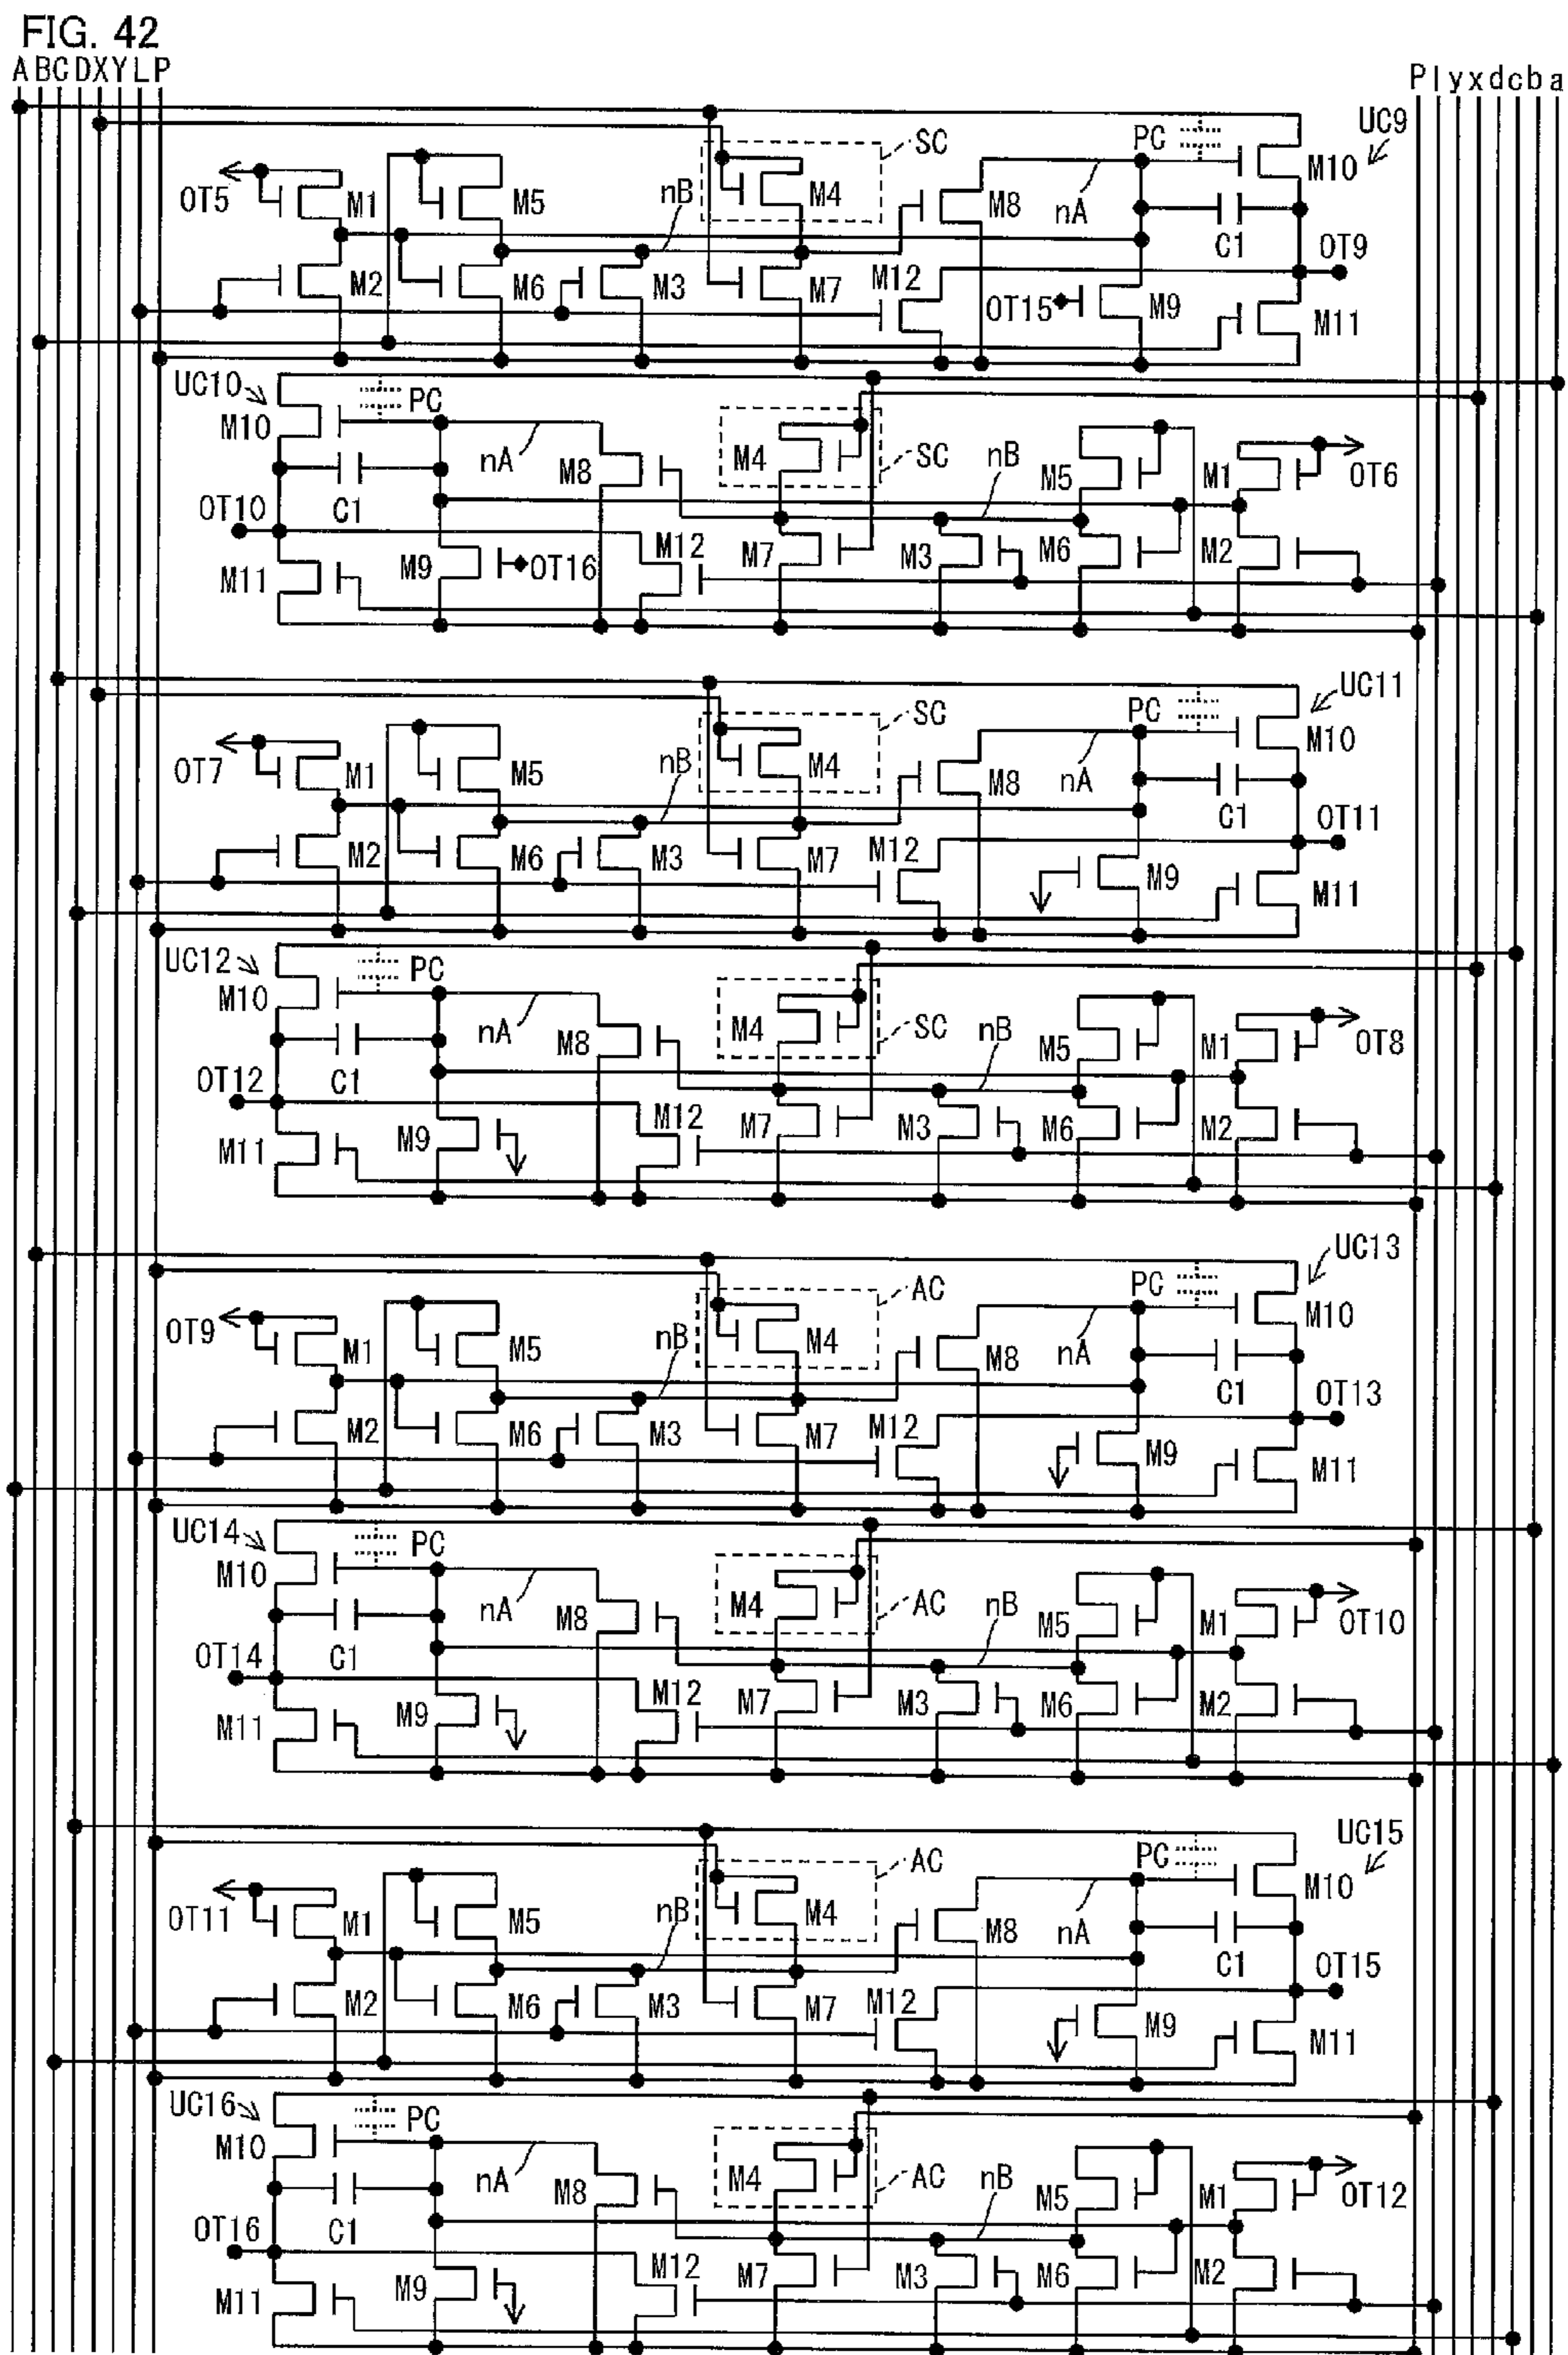 FIG. 42
A B C D X Y L P
P l y x d c b a
UC9
SC
PC
M10
OT5
M1
M5
nB
M4
M8
nA
C1
OT9
M2
M6
M3
M7
M12
OT15
M9
M11
UC10
PC
M10
nA
M8
M4
SC
nB
M5
M1
OT6
OT10
C1
M11
M9
OT16
M12
M7
M3
M6
M2
UC11
SC
PC
M10
OT7
M1
M5
nB
M4
M8
nA
C1
OT11
M2
M6
M3
M7
M12
M9
M11
UC12
PC
M10
nA
M8
M4
SC
nB
M5
M1
OT8
OT12
C1
M11
M9
M12
M7
M3
M6
M2
UC13
AC
PC
M10
OT9
M1
M5
nB
M4
M8
nA
C1
OT13
M2
M6
M3
M7
M12
M9
M11
UC14
PC
M10
nA
M8
M4
AC
nB
M5
M1
OT10
OT14
C1
M11
M9
M12
M7
M3
M6
M2
UC15
AC
PC
M10
OT11
M1
M5
nB
M4
M8
nA
C1
OT15
M2
M6
M3
M7
M12
M9
M11
UC16
PC
M10
nA
M8
M4
AC
nB
M5
M1
OT12
OT16
C1
M11
M9
M12
M7
M3
M6
M2